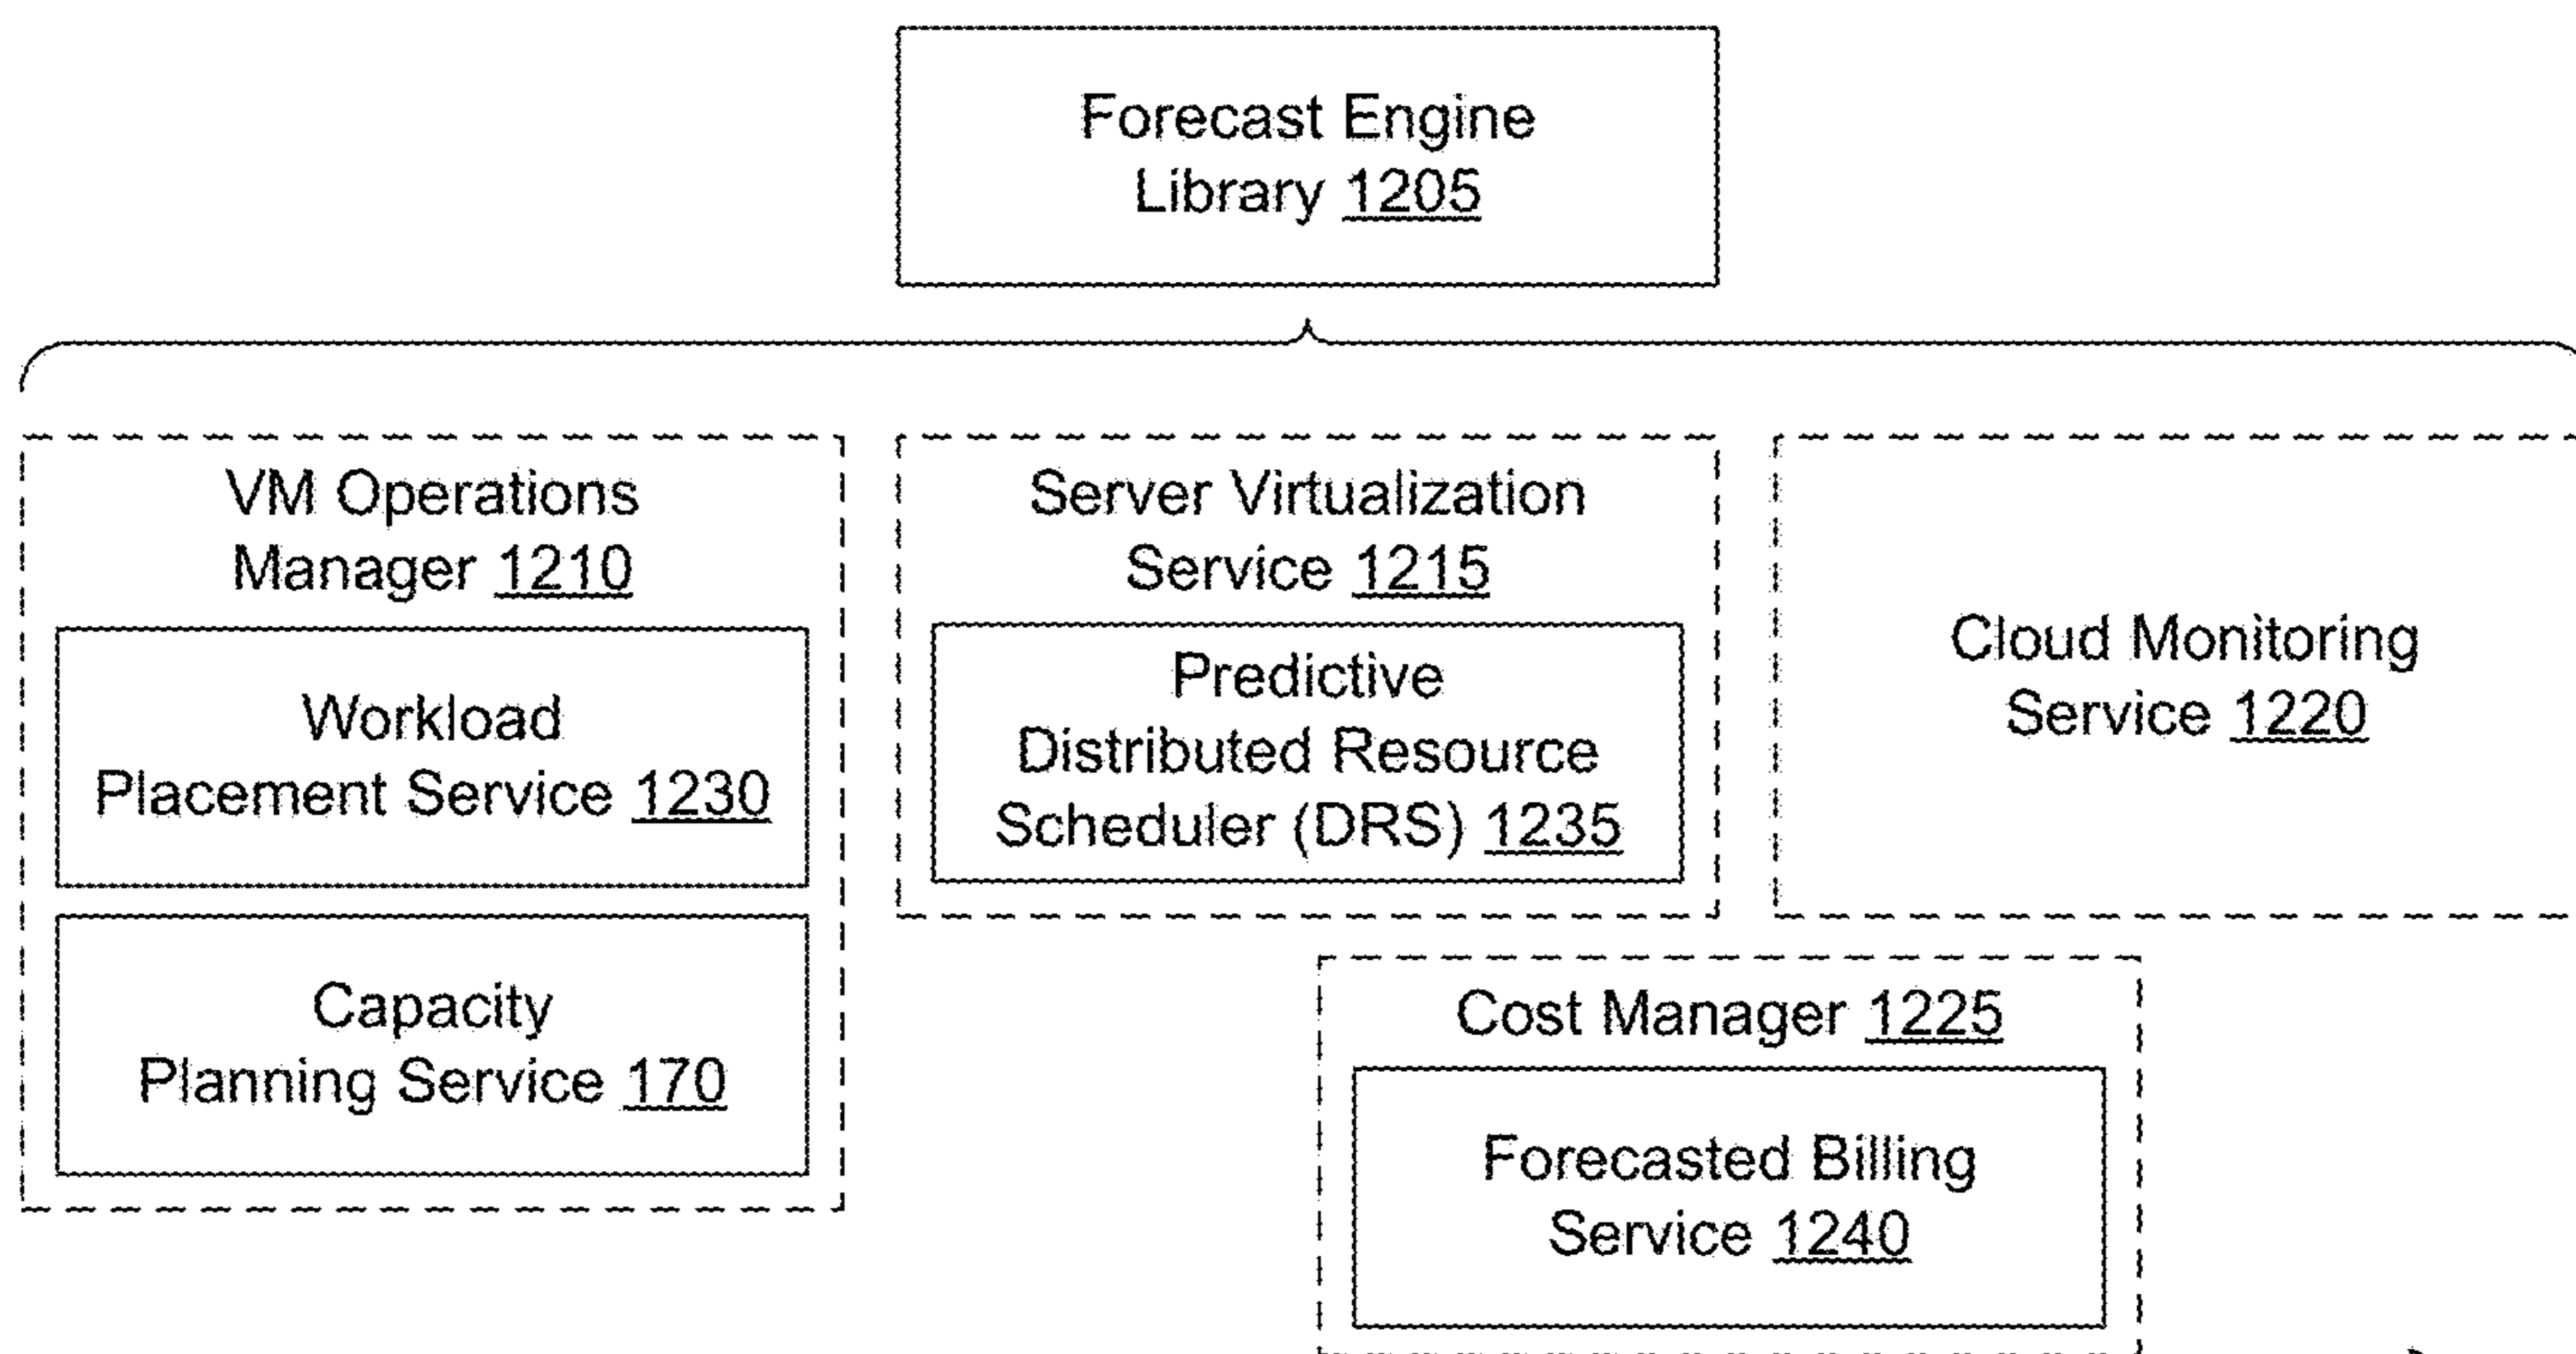 Forecast Engine
Library 1205
VM Operations
Manager 1210
Workload
Placement Service 1230
Capacity
Planning Service 170
Server Virtualization
Service 1215
Predictive
Distributed Resource
Scheduler (DRS) 1235
Cloud Monitoring
Service 1220
Cost Manager 1225
Forecasted Billing
Service 1240